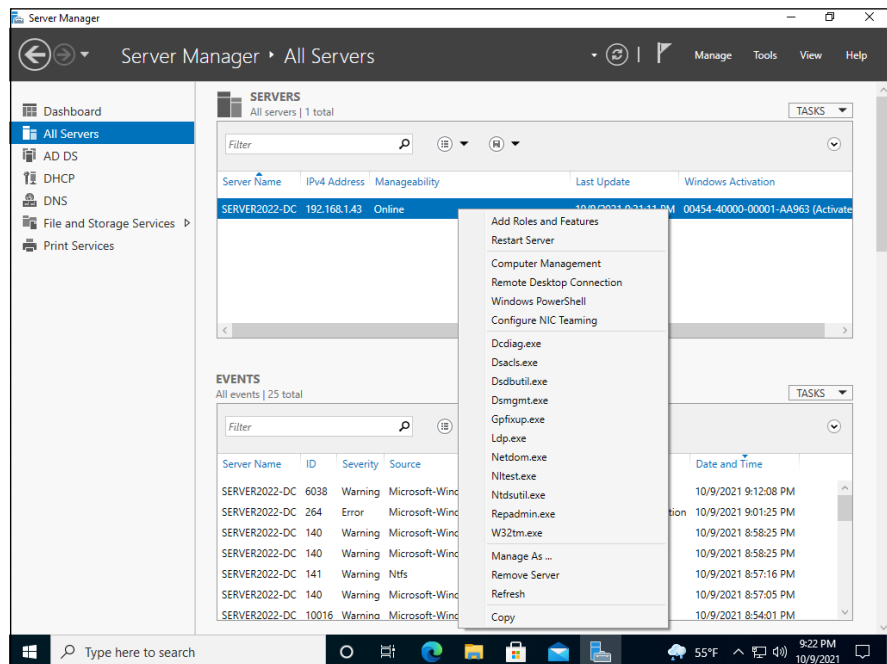 Server Manager
Server Manager • All Servers
Manage Tools View Help
Dashboard
All Servers
AD DS
DHCP
DNS
File and Storage Services
Print Services
SERVERS
All servers | 1 total
TASKS
Filter
Server Name IPv4 Address Manageability Last Update Windows Activation
SERVER2022-DC 192.168.1.43 Online 10/9/2021 9:21:11 PM 00454-40000-00001-AA963 (Activate
Add Roles and Features
Restart Server
Computer Management
Remote Desktop Connection
Windows PowerShell
Configure NIC Teaming
Dcdiag.exe
Dsacls.exe
Dsdbutil.exe
Dsmgmt.exe
Gpfixup.exe
Ldp.exe
Netdom.exe
Nltest.exe
Ntdsutil.exe
Repadmin.exe
W32tm.exe
Manage As ...
Remove Server
Refresh
Copy
EVENTS
All events | 25 total
TASKS
Filter
Server Name ID Severity Source Date and Time
SERVER2022-DC 6038 Warning Microsoft-Wind 10/9/2021 9:12:08 PM
SERVER2022-DC 264 Error Microsoft-Wind tion 10/9/2021 9:01:25 PM
SERVER2022-DC 140 Warning Microsoft-Wind 10/9/2021 8:58:25 PM
SERVER2022-DC 140 Warning Microsoft-Wind 10/9/2021 8:58:25 PM
SERVER2022-DC 141 Warning Ntfs 10/9/2021 8:57:16 PM
SERVER2022-DC 140 Warning Microsoft-Wind 10/9/2021 8:57:05 PM
SERVER2022-DC 10016 Warning Microsoft-Wind 10/9/2021 8:54:01 PM
Type here to search
55°F
9:22 PM
10/9/2021